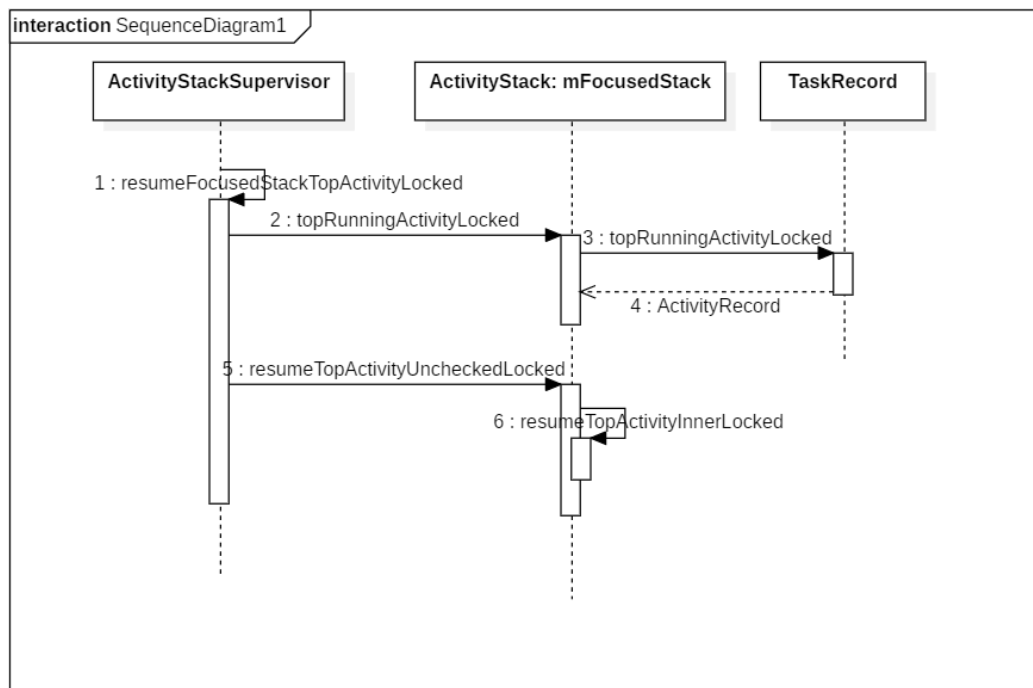 interaction SequenceDiagram1
ActivityStackSupervisor
ActivityStack: mFocusedStack
TaskRecord
1 : resumeFocusedStackTopActivityLocked
2 : topRunningActivityLocked
3 : topRunningActivityLocked
4 : ActivityRecord
5 : resumeTopActivityUncheckedLocked
6 : resumeTopActivityInnerLocked